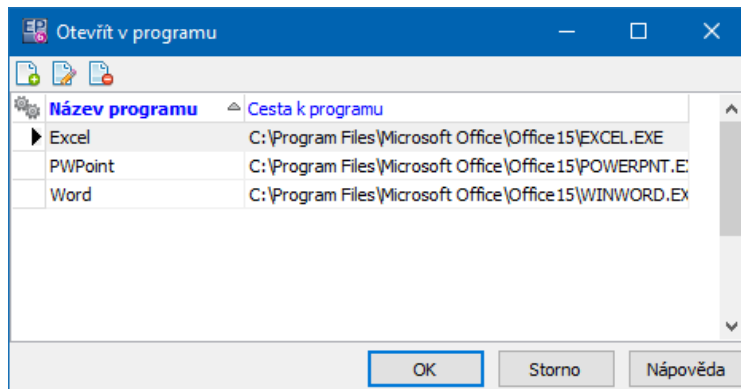 Otevřít v programu
Název programu Cesta k programu
Excel C:\Program Files\Microsoft Office\Office15\EXCEL.EXE
PWPoint C:\Program Files\Microsoft Office\Office15\POWERPNT.E
Word C:\Program Files\Microsoft Office\Office15\WINWORD.EX
OK Storno Nápověda